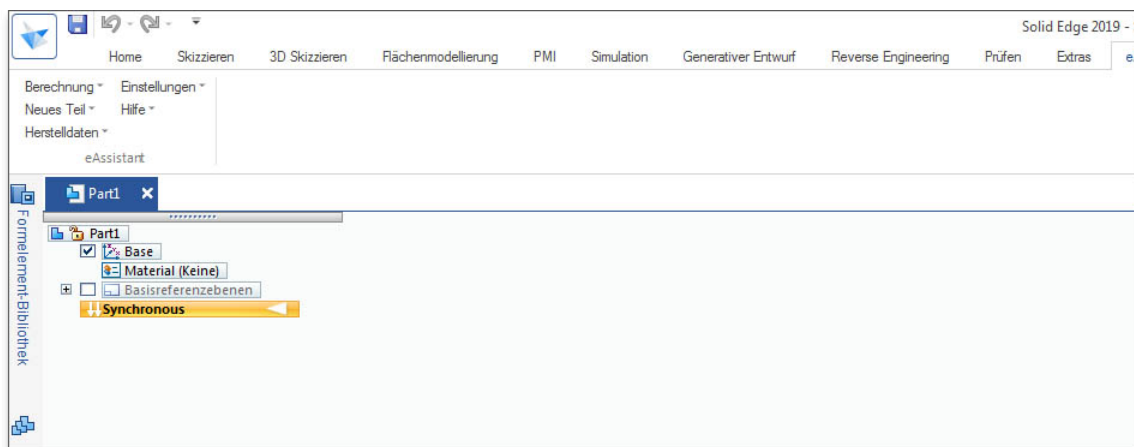 Solid Edge 2019 -
Home Skizzieren 3D Skizzieren Flächenmodellierung PMI Simulation Generativer Entwurf Reverse Engineering Prüfen Extras e
Berechnung Einstellungen
Neues Teil Hilfe
Herstelldaten
eAssistant
Part1
Formelement-Bibliothek
Part1
Base
Material (Keine)
Basisreferenzebenen
Synchronous